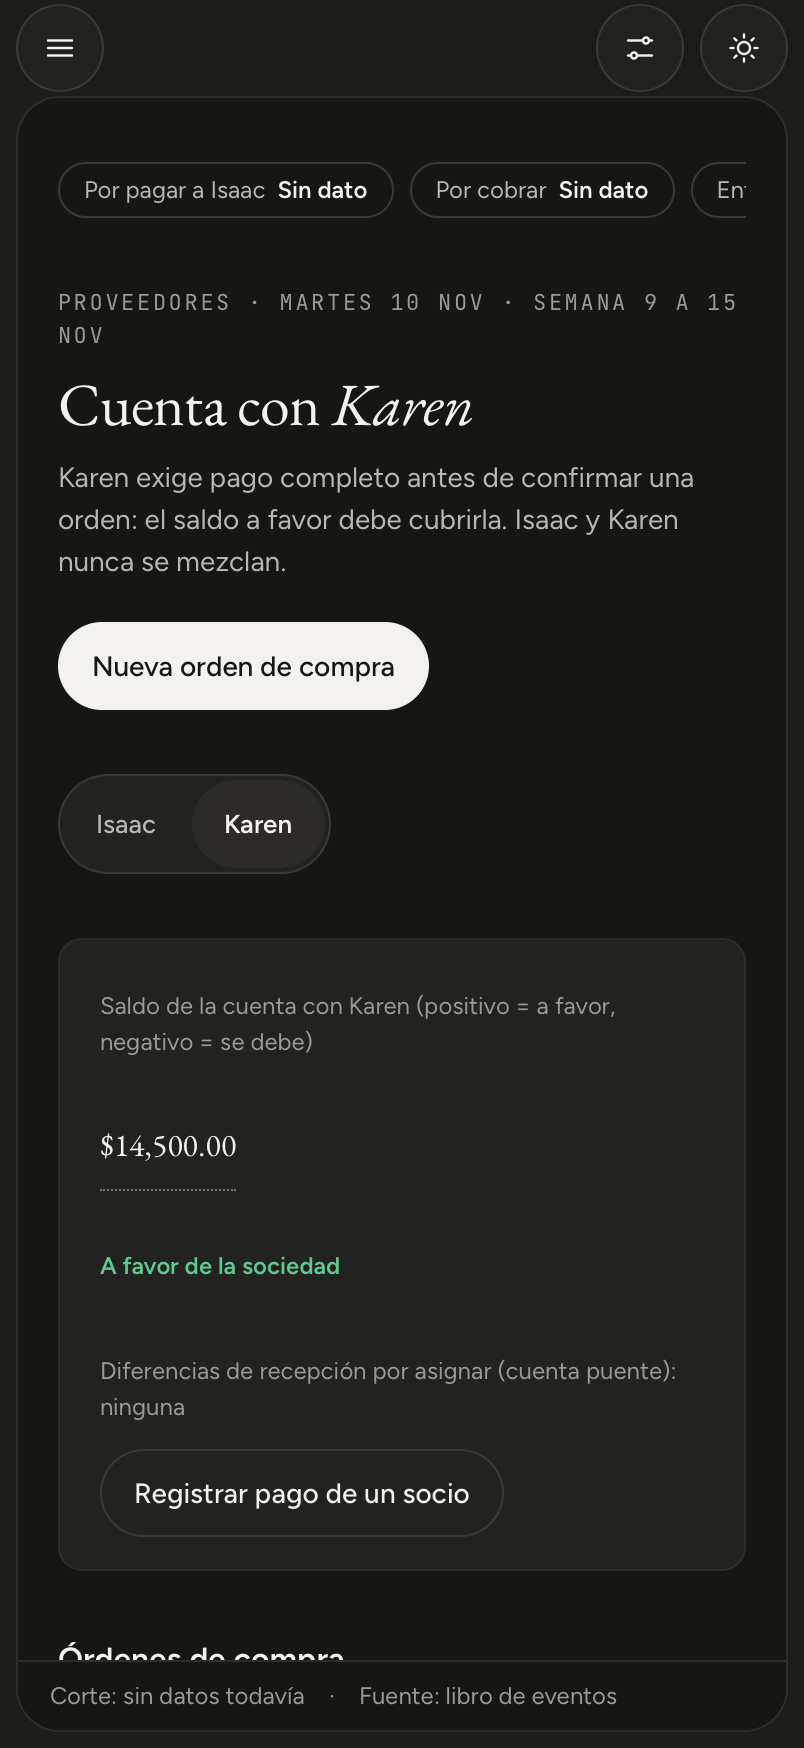 Por pagar a Isaac Sin dato
Por cobrar Sin dato
PROVEEDORES · MARTES 10 NOV · SEMANA 9 A 15
NOV
Cuenta con Karen
Karen exige pago completo antes de confirmar una
orden: el saldo a favor debe cubrirla. Isaac y Karen
nunca se mezclan.
Nueva orden de compra
Isaac
Karen
Saldo de la cuenta con Karen (positivo = a favor,
negativo = se debe)
$14,500.00
A favor de la sociedad
Diferencias de recepción por asignar (cuenta puente):
ninguna
Registrar pago de un socio
Órdenes de compra
Corte: sin datos todavía · Fuente: libro de eventos